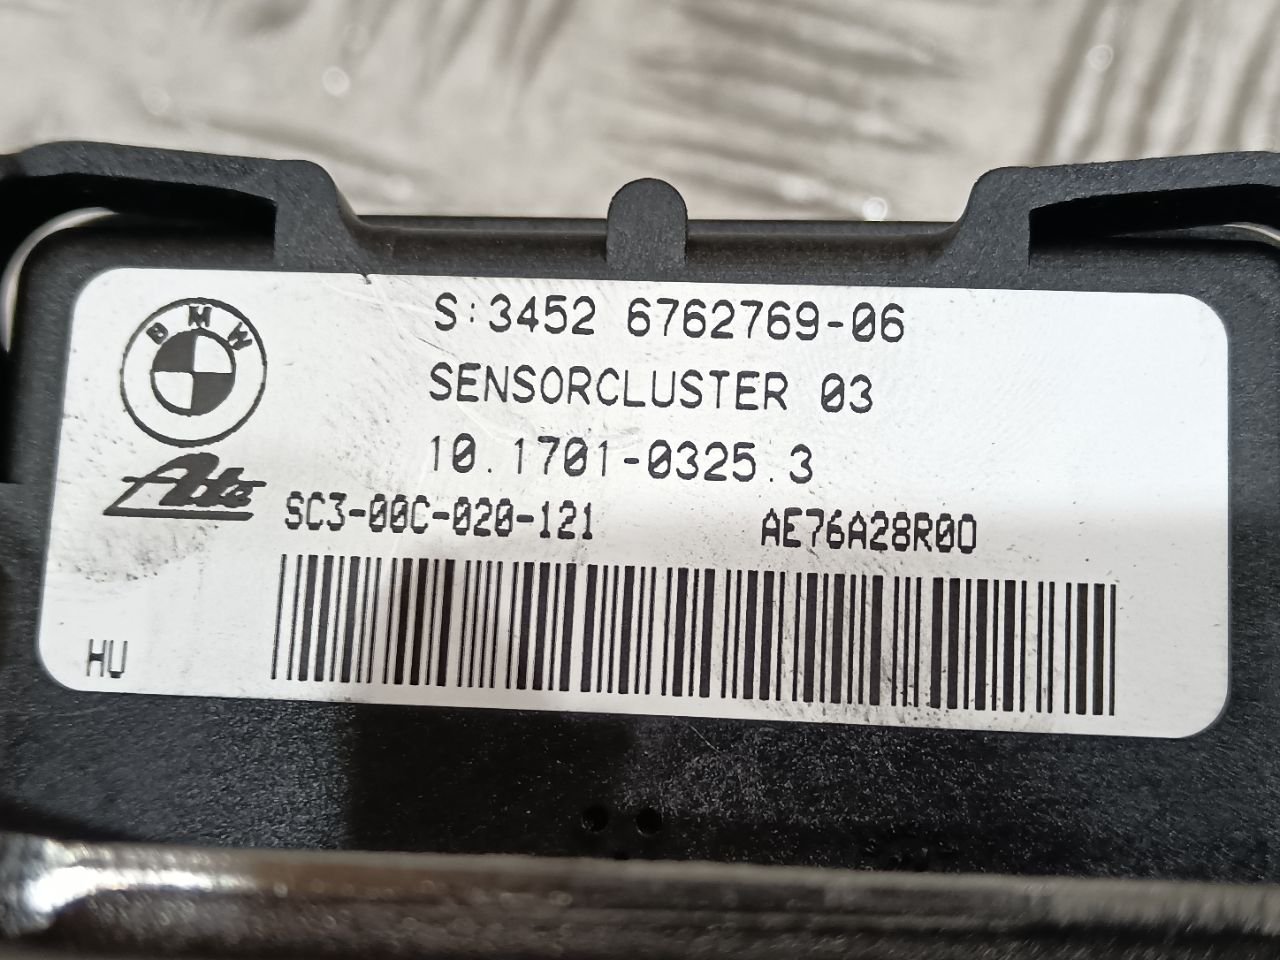 BMW
S:3452 6762769-06
SENSORCLUSTER 03
10.1701-0325.3
Ate
SC3-00C-020-121 AE76A28R00
HU